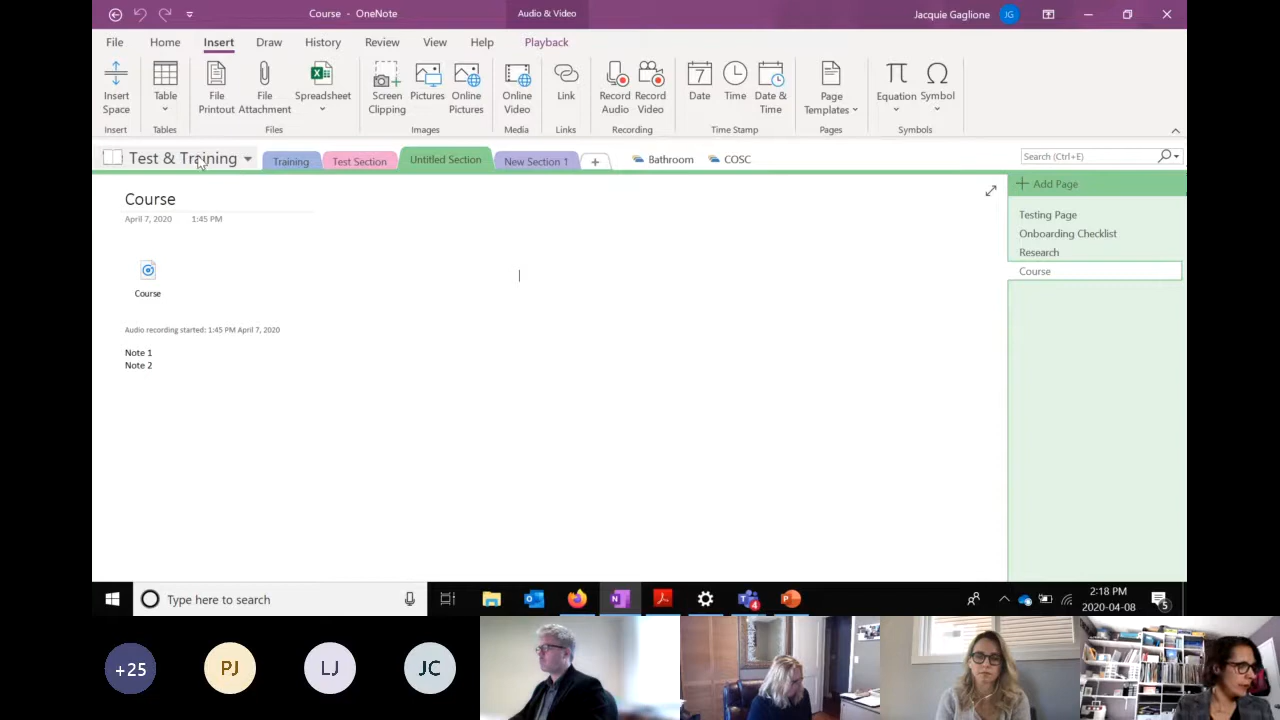 Course - OneNote
Audio & Video
Jacquie Gaglione
JG
File Home Insert Draw History Review View Help Playback
Insert Space
Table
File Printout
File Attachment
Spreadsheet
Screen Clipping
Pictures
Online Pictures
Online Video
Link
Record Audio
Record Video
Date
Time
Date & Time
Page Templates
Equation
Symbol
Insert Tables Files Images Media Links Recording Time Stamp Pages Symbols
Test & Training
Training
Test Section
Untitled Section
New Section 1
Bathroom
COSC
Search (Ctrl+E)
Course
April 7, 2020 1:45 PM
Course
Audio recording started: 1:45 PM April 7, 2020
Note 1
Note 2
Add Page
Testing Page
Onboarding Checklist
Research
Course
Type here to search
4
2:18 PM
2020-04-08
5
+25
PJ
LJ
JC